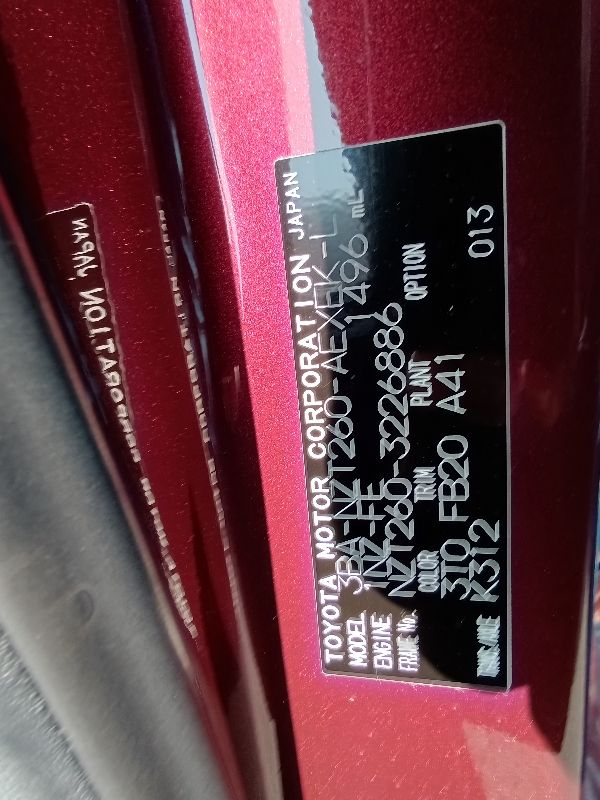 TOYOTA MOTOR CORPORATION JAPAN
MODEL 3BA-NZT260-AEXEK-L
ENGINE 1NZ-FE 1496 mL
FRAME No. NZT260-3226886
COLOR TRIM PLANT OPTION
3T0 FB20 A41 013
K312